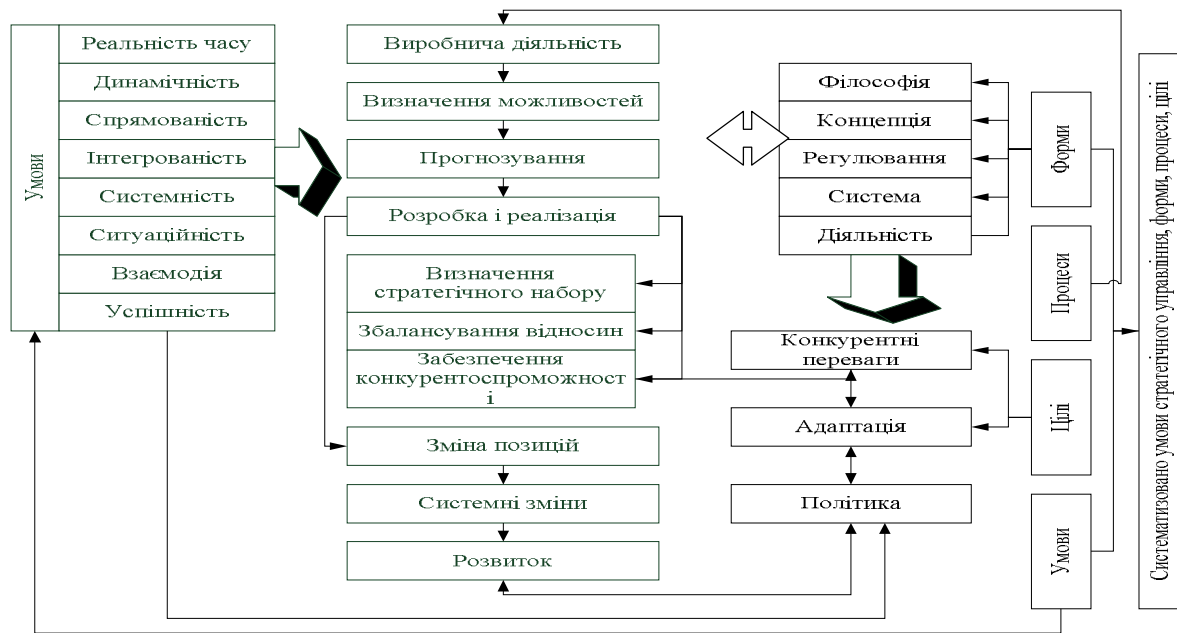 Умови
Реальність часу
Динамічність
Спрямованість
Інтегрованість
Системність
Ситуаційність
Взаємодія
Успішність
Виробнича діяльність
Визначення можливостей
Прогнозування
Розробка і реалізація
Визначення
стратегічного набору
Збалансування відносин
Забезпечення
конкурентоспроможност
і
Зміна позицій
Системні зміни
Розвиток
Філософія
Концепція
Регулювання
Система
Діяльність
Конкурентні
переваги
Адаптація
Політика
Форми
Процеси
Цілі
Умови
Систематизовано умови стратегічного управління, форми, процеси, цілі